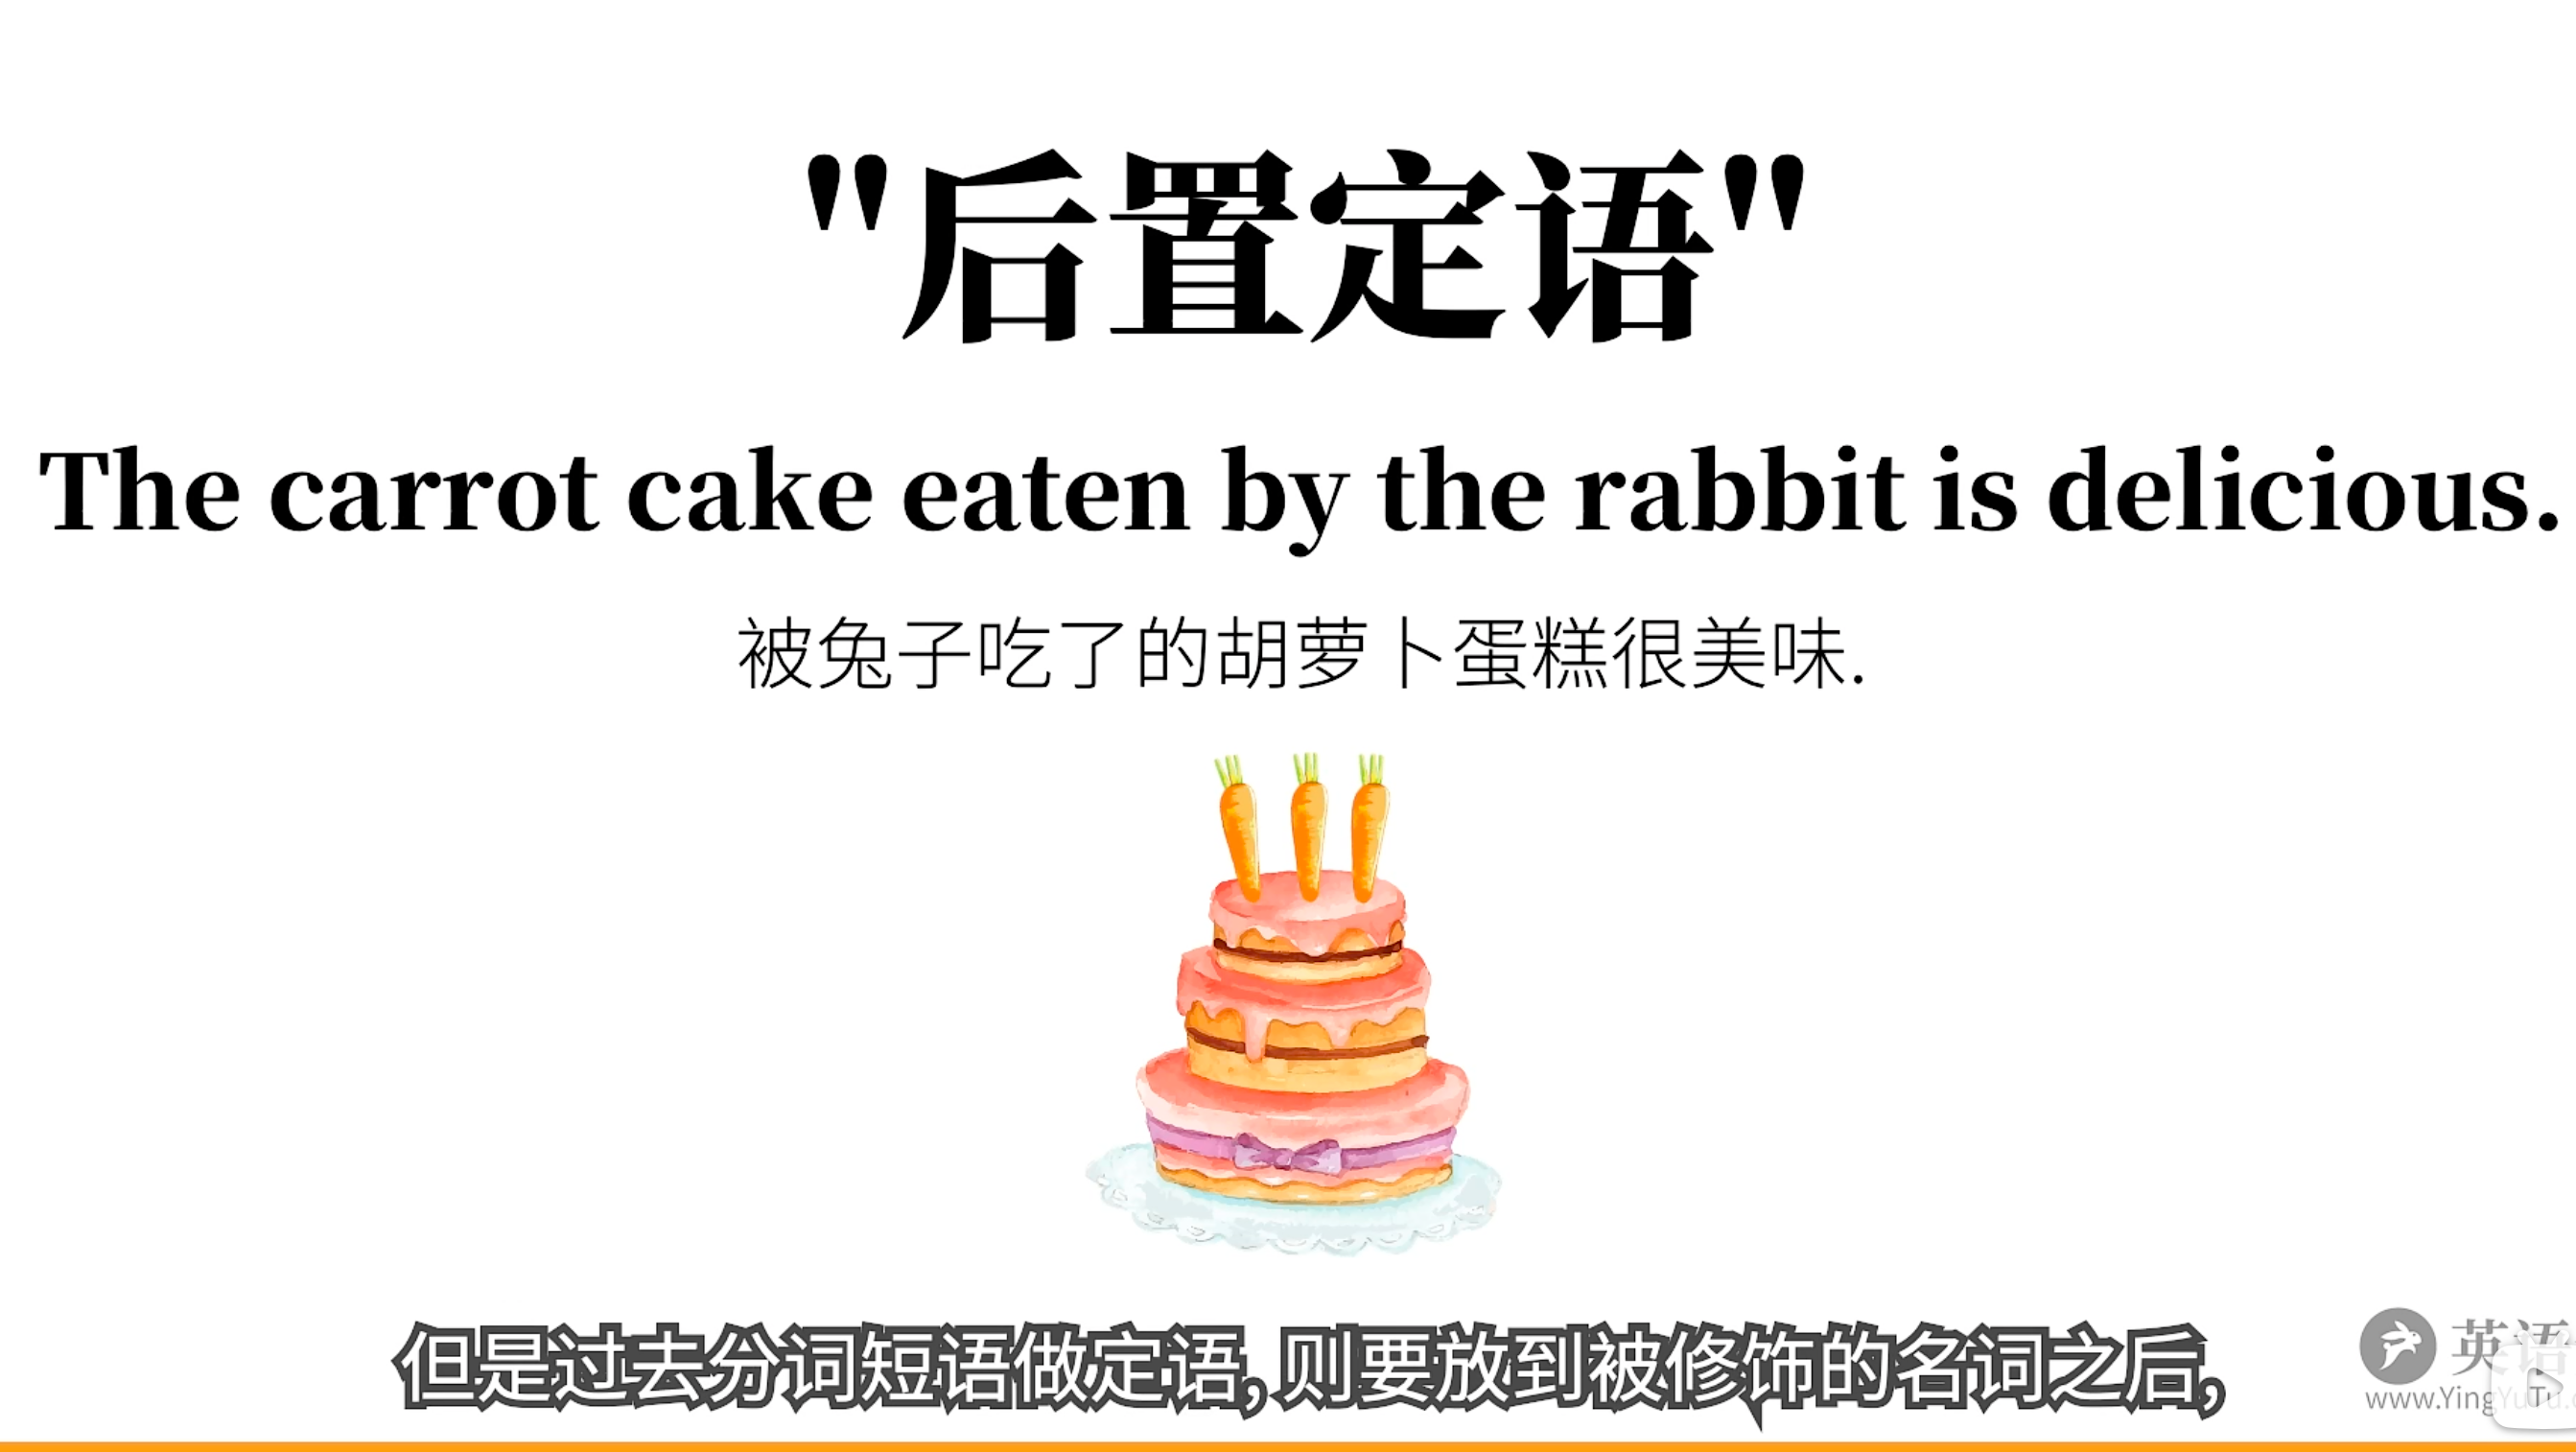 "后置定语"
The carrot cake eaten by the rabbit is delicious.
被兔子吃了的胡萝卜蛋糕很美味.
但是过去分词短语做定语,则要放到被修饰的名词之后,
英语
www.YingYuTu.